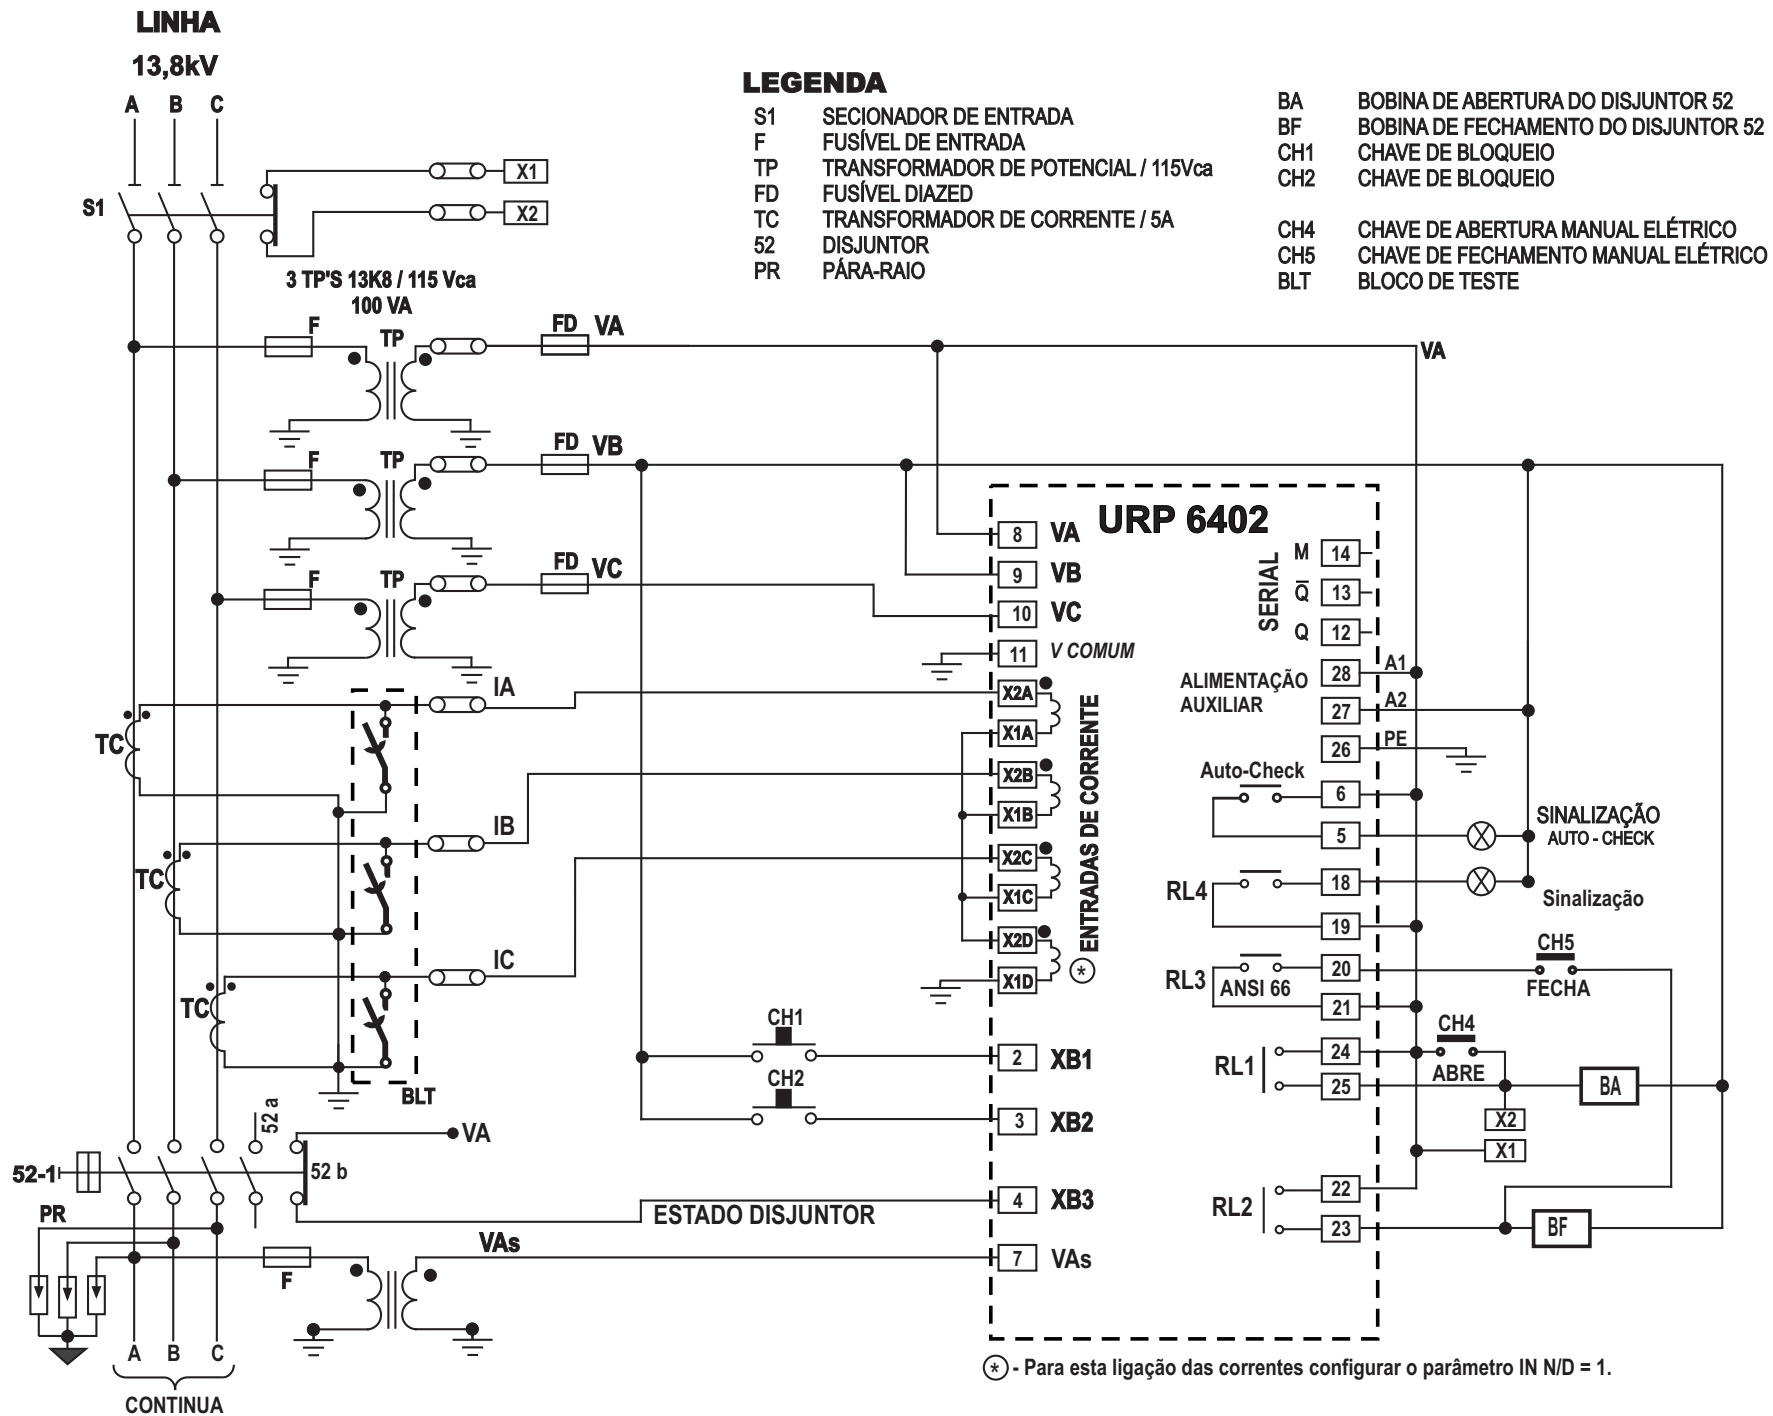 LINHA
13,8kV
A B C
S1
X1
X2
LEGENDA
S1 SECIONADOR DE ENTRADA
F FUSÍVEL DE ENTRADA
TP TRANSFORMADOR DE POTENCIAL / 115Vca
FD FUSÍVEL DIAZED
TC TRANSFORMADOR DE CORRENTE / 5A
52 DISJUNTOR
PR PÁRA-RAIO
BA BOBINA DE ABERTURA DO DISJUNTOR 52
BF BOBINA DE FECHAMENTO DO DISJUNTOR 52
CH1 CHAVE DE BLOQUEIO
CH2 CHAVE DE BLOQUEIO
CH4 CHAVE DE ABERTURA MANUAL ELÉTRICO
CH5 CHAVE DE FECHAMENTO MANUAL ELÉTRICO
BLT BLOCO DE TESTE
3 TP'S 13K8 / 115 Vca
100 VA
F TP FD VA
VA
F TP FD VB
F TP FD VC
TC
IA
TC
IB
TC
IC
BLT
URP 6402
8 VA
9 VB
10 VC
11 V COMUM
X2A
X1A
X2B
X1B
X2C
X1C
X2D
X1D
ENTRADAS DE CORRENTE
*
CH1
2 XB1
CH2
3 XB2
4 XB3
7 VAs
SERIAL
M 14
Q̅ 13
Q 12
ALIMENTAÇÃO
AUXILIAR
28 A1
27 A2
26 PE
Auto-Check
6
5
SINALIZAÇÃO
AUTO - CHECK
RL4
18
19
Sinalização
RL3
ANSI 66
20
21
CH5
FECHA
RL1
24
25
CH4
ABRE
BA
X2
X1
RL2
22
23
BF
52 a
VA
52-1
52 b
ESTADO DISJUNTOR
PR
VAs
F
A B C
CONTINUA
* - Para esta ligação das correntes configurar o parâmetro IN N/D = 1.